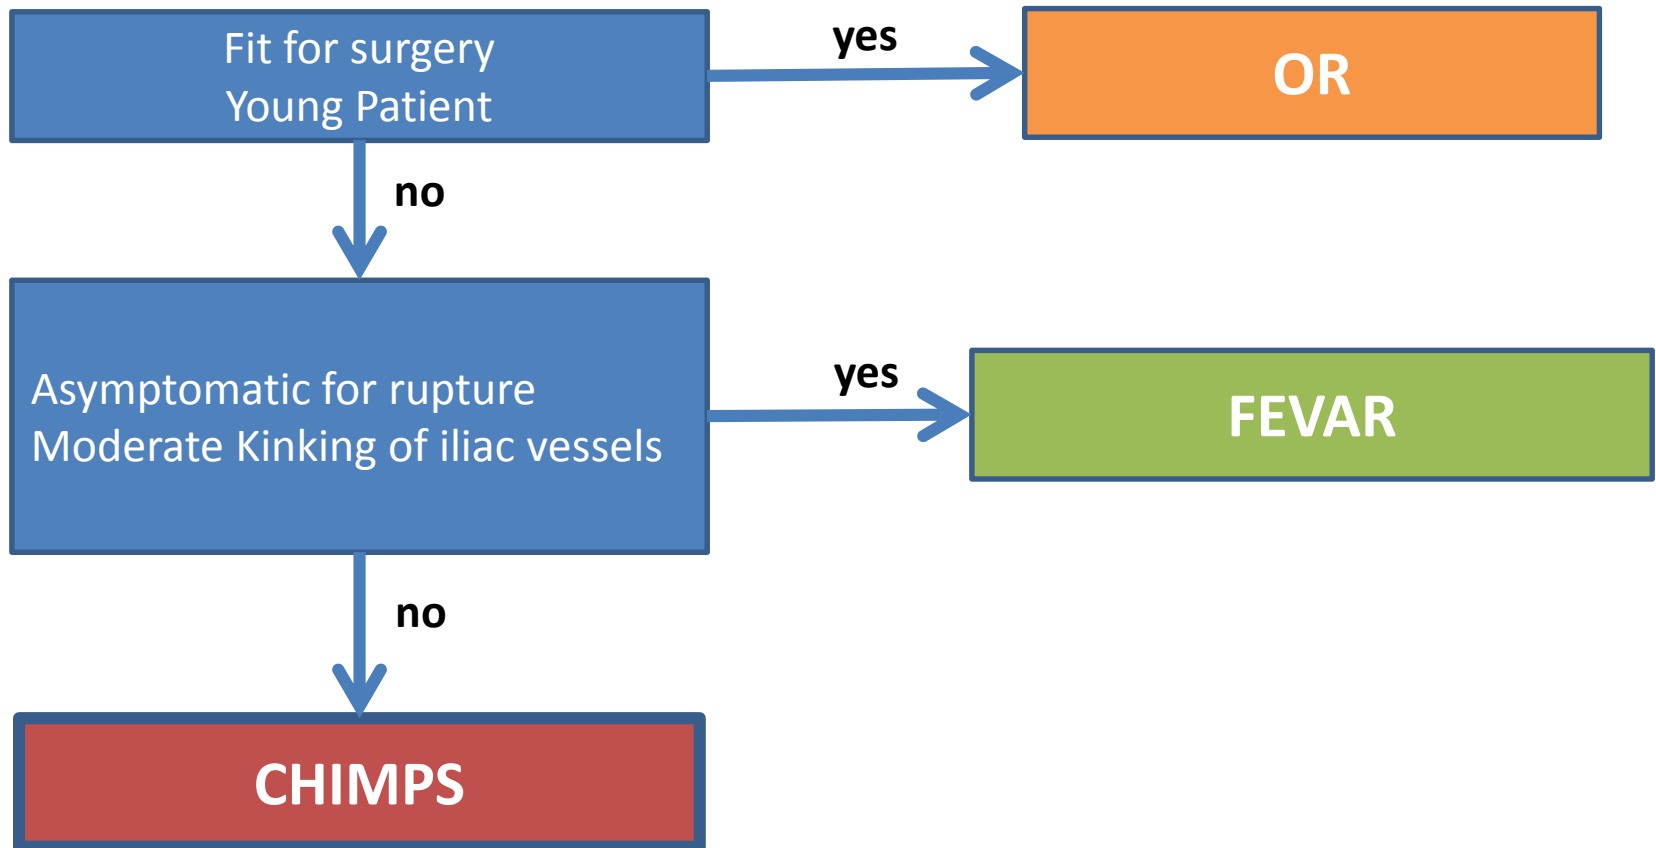 Fit for surgery
Young Patient
yes
OR
no
Asymptomatic for rupture
Moderate Kinking of iliac vessels
yes
FEVAR
no
CHIMPS